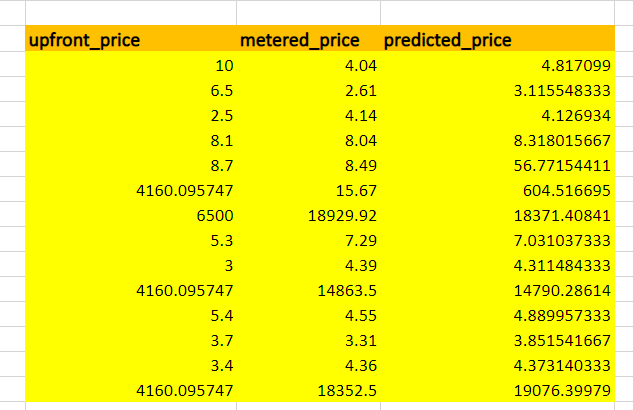 upfront_price metered_price predicted_price
10 4.04 4.817099
6.5 2.61 3.115548333
2.5 4.14 4.126934
8.1 8.04 8.318015667
8.7 8.49 56.77154411
4160.095747 15.67 604.516695
6500 18929.92 18371.40841
5.3 7.29 7.031037333
3 4.39 4.311484333
4160.095747 14863.5 14790.28614
5.4 4.55 4.889957333
3.7 3.31 3.851541667
3.4 4.36 4.373140333
4160.095747 18352.5 19076.39979